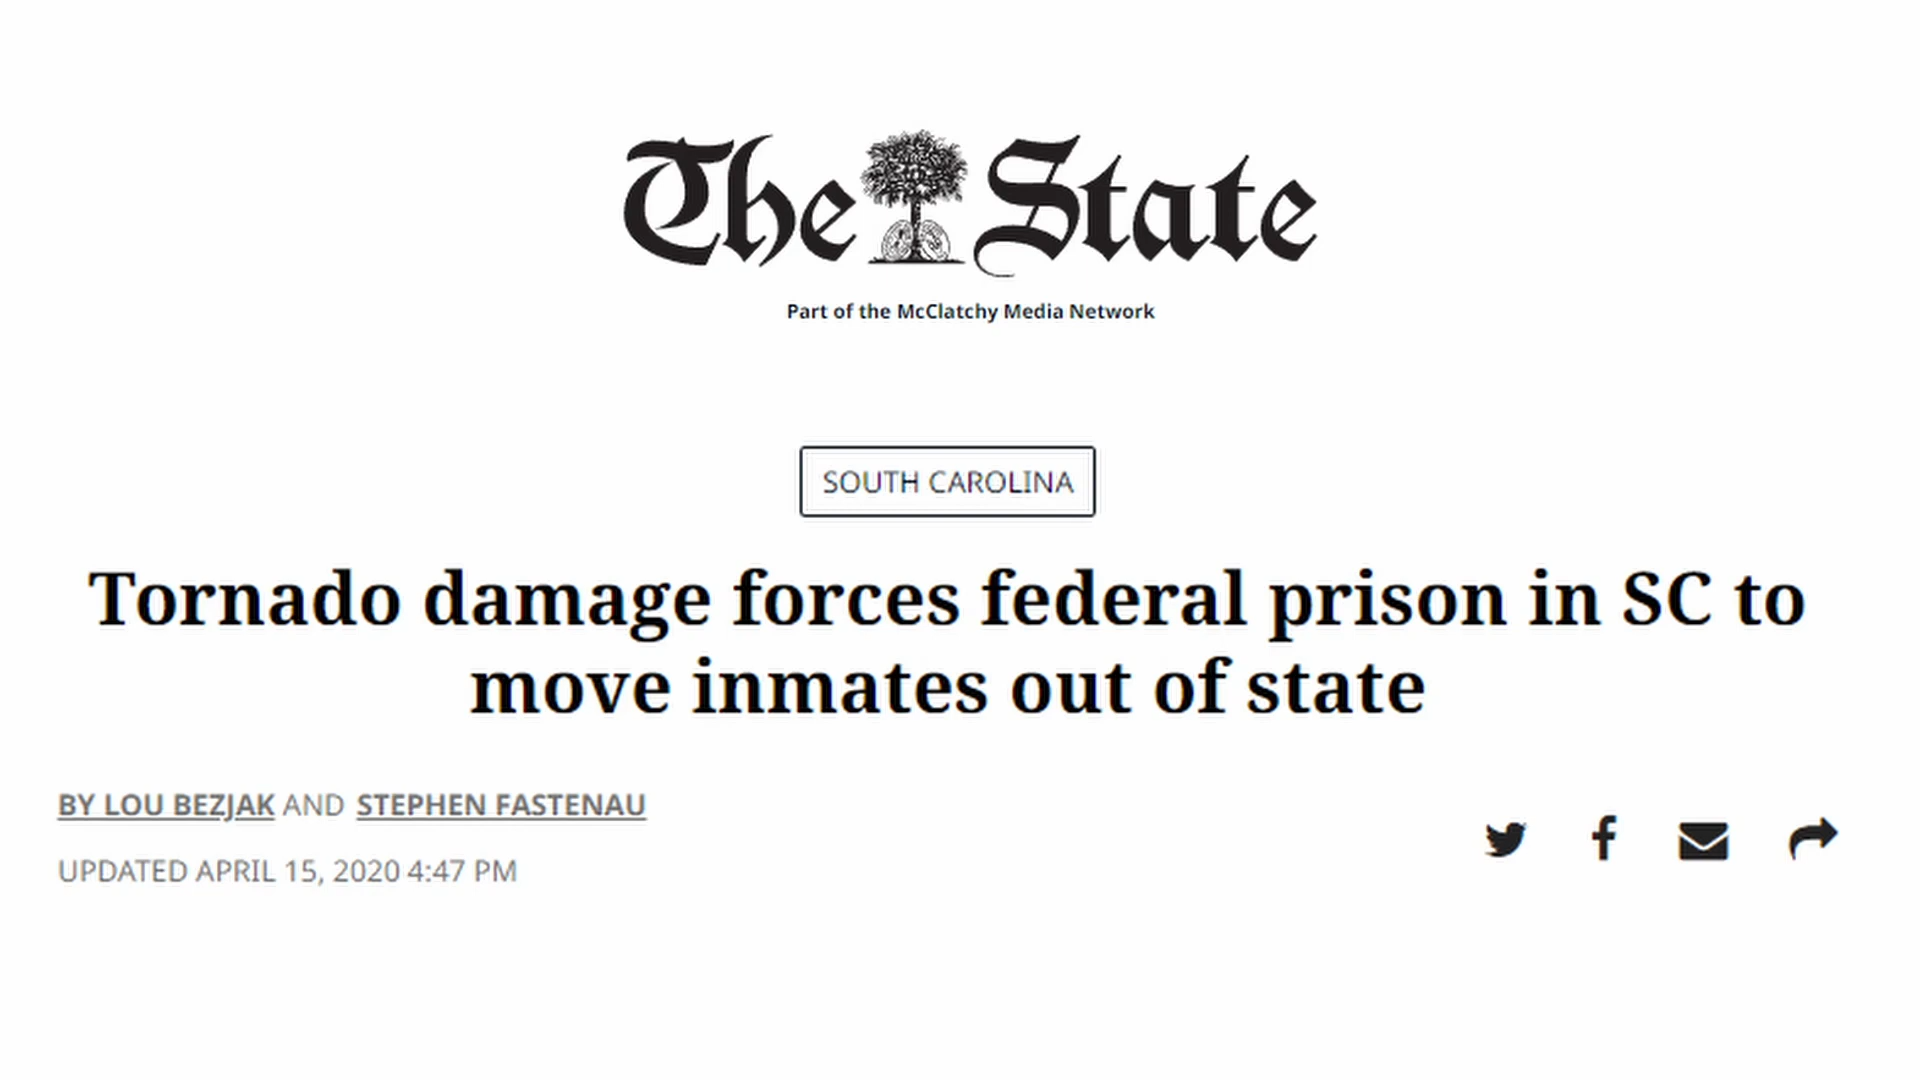 The State
Part of the McClatchy Media Network
SOUTH CAROLINA
Tornado damage forces federal prison in SC to
move inmates out of state
BY LOU BEZJAK AND STEPHEN FASTENAU
UPDATED APRIL 15, 2020 4:47 PM